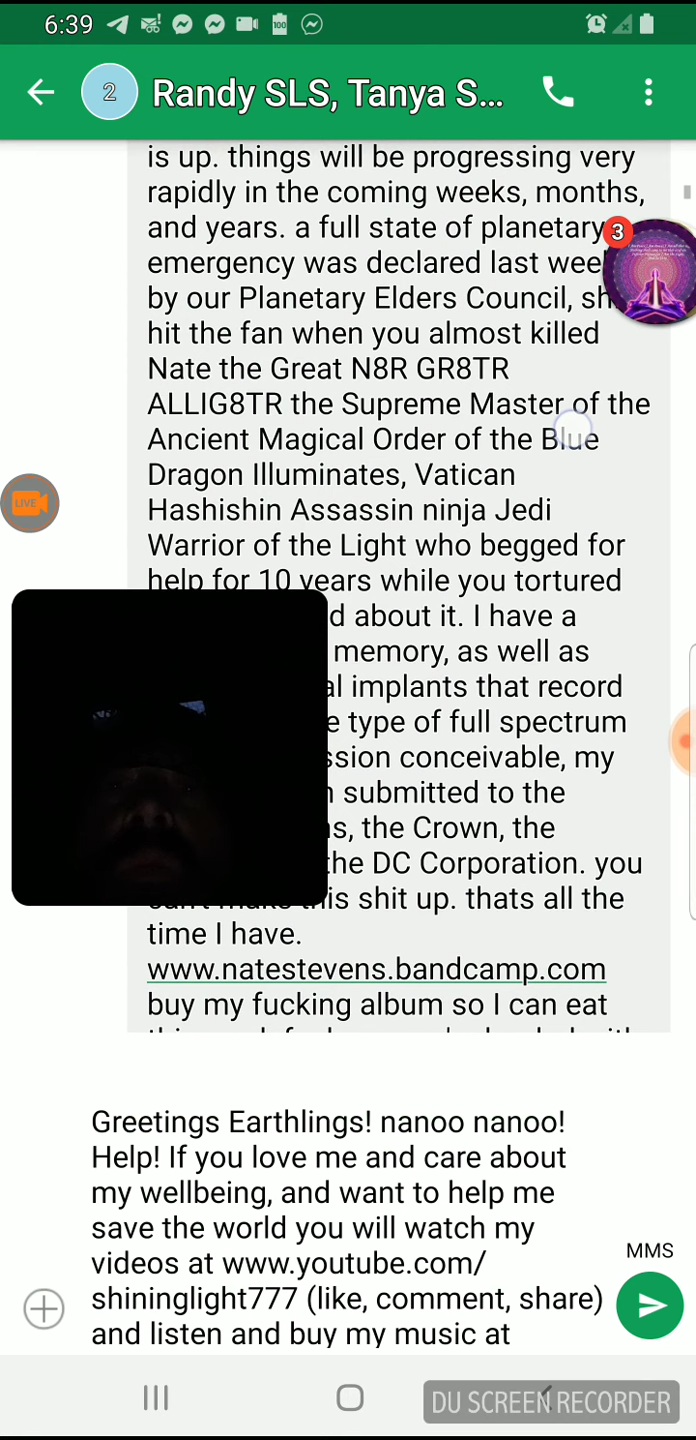 6:39
100
2 Randy SLS, Tanya S...
is up. things will be progressing very
rapidly in the coming weeks, months,
and years. a full state of planetary
3
emergency was declared last
by our Planetary Elders Council,
hit the fan when you almost killed
Nate the Great N8R GR8TR
ALLIG8TR the Supreme Master of the
Ancient Magical Order of the Blue
Dragon Illuminates, Vatican
LIVE
Hashishin Assassin ninja Jedi
Warrior of the Light who begged for
help for 10 years while you tortured
about it. I have a
memory, as well as
implants that record
type of full spectrum
conceivable, my
submitted to the
the Crown, the
the DC Corporation. you
shit up. thats all the
time I have.
www.natestevens.bandcamp.com
buy my fucking album so I can eat
Greetings Earthlings! nanoo nanoo!
Help! If you love me and care about
my wellbeing, and want to help me
save the world you will watch my
videos at www.youtube.com/
MMS
shininglight777 (like, comment, share)
and listen and buy my music at
DU SCREEN RECORDER